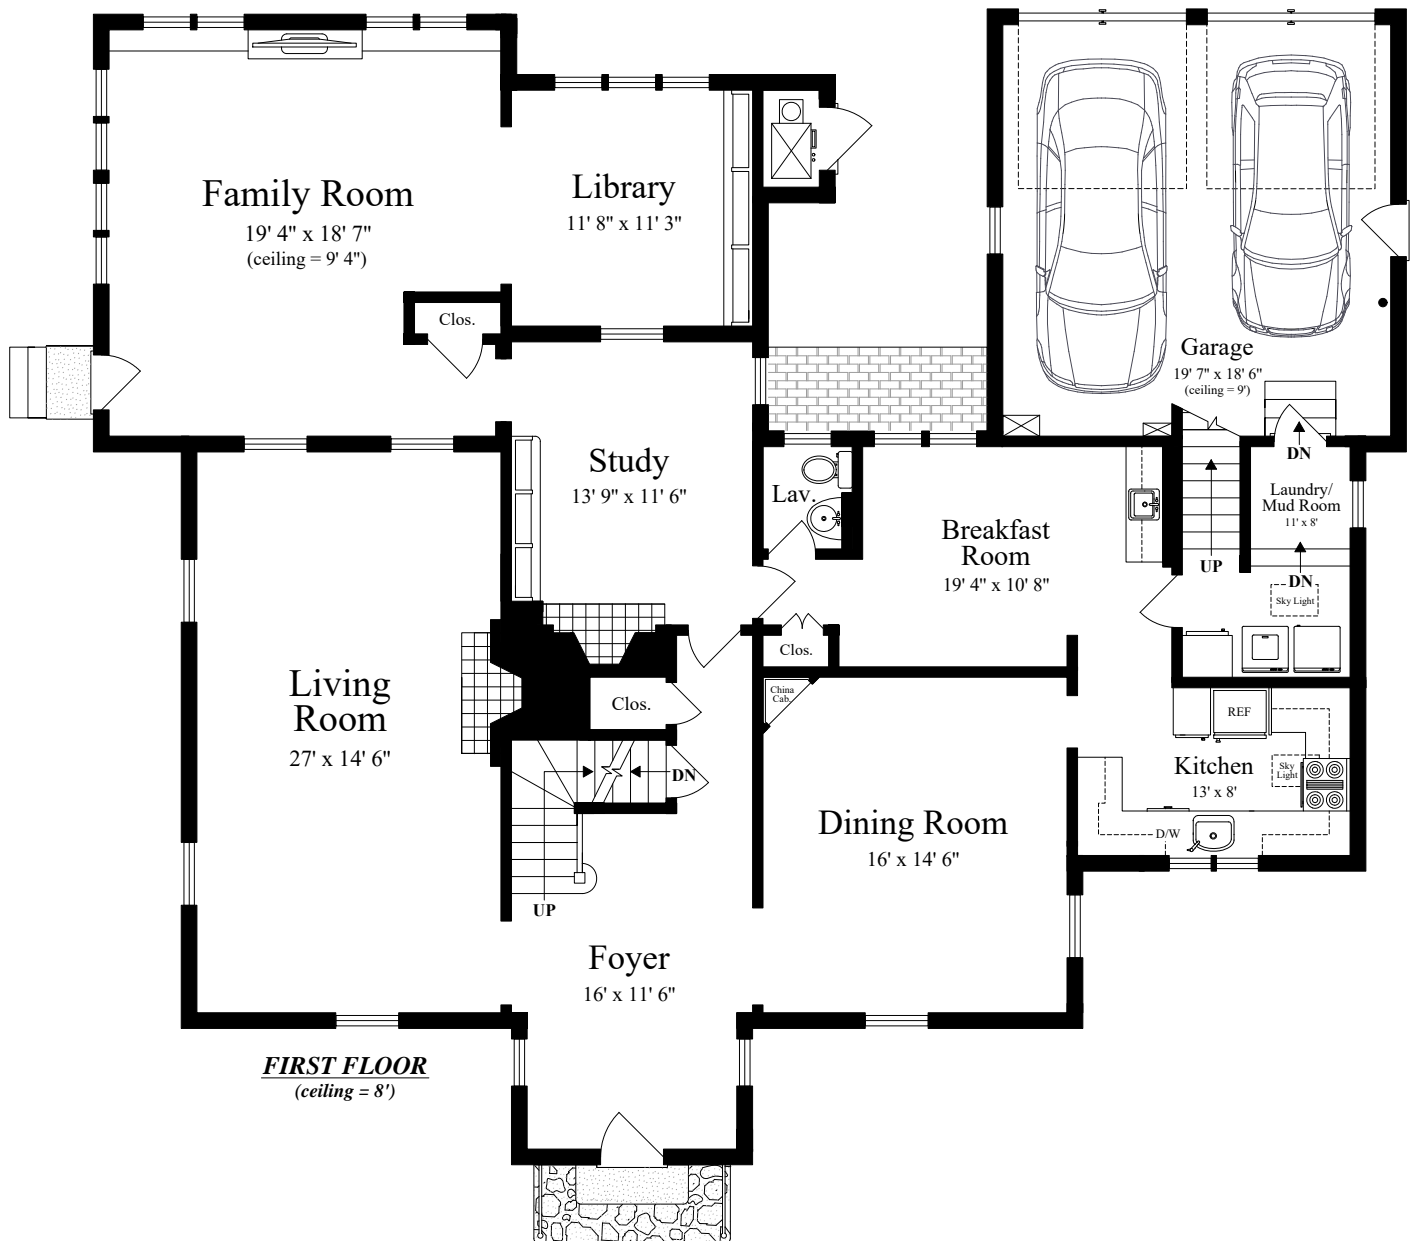 Family Room
19' 4" x 18' 7"
(ceiling = 9' 4")
Library
11' 8" x 11' 3"
Clos.
Garage
19' 7" x 18' 6"
(ceiling = 9')
Study
13' 9" x 11' 6"
Lav.
Breakfast
Room
19' 4" x 10' 8"
UP
DN
Laundry/
Mud Room
11' x 8'
DN
Sky Light
Clos.
Living
Room
27' x 14' 6"
Clos.
China
Cab.
DN
UP
REF
Kitchen
13' x 8'
Sky
Light
D/W
Dining Room
16' x 14' 6"
Foyer
16' x 11' 6"
FIRST FLOOR
(ceiling = 8')